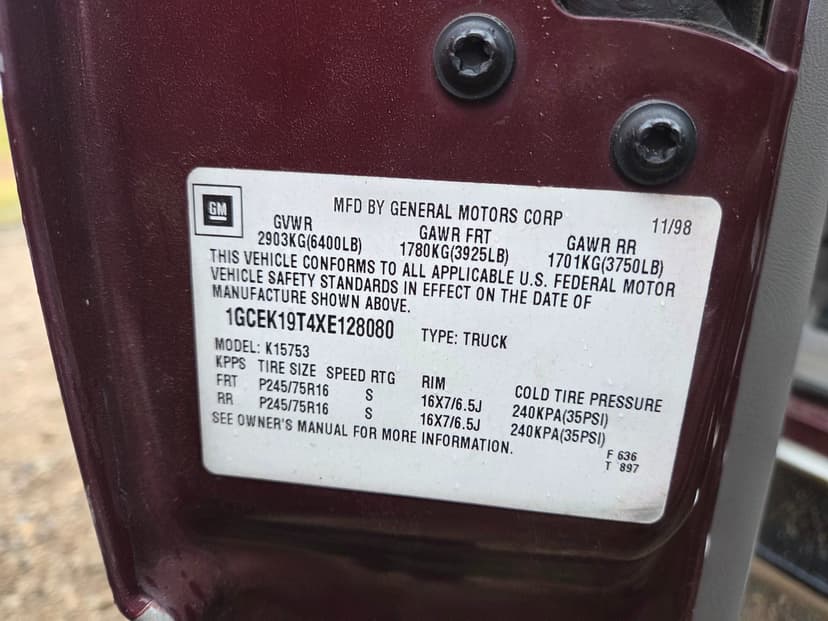 GM
MFD BY GENERAL MOTORS CORP 11/98
GVWR GAWR FRT GAWR RR
2903KG(6400LB) 1780KG(3925LB) 1701KG(3750LB)
THIS VEHICLE CONFORMS TO ALL APPLICABLE U.S. FEDERAL MOTOR
VEHICLE SAFETY STANDARDS IN EFFECT ON THE DATE OF
MANUFACTURE SHOWN ABOVE.
1GCEK19T4XE128080 TYPE: TRUCK
MODEL: K15753
KPPS TIRE SIZE SPEED RTG RIM COLD TIRE PRESSURE
FRT P245/75R16 S 16X7/6.5J 240KPA(35PSI)
RR P245/75R16 S 16X7/6.5J 240KPA(35PSI)
SEE OWNER'S MANUAL FOR MORE INFORMATION.
F 636
T 897